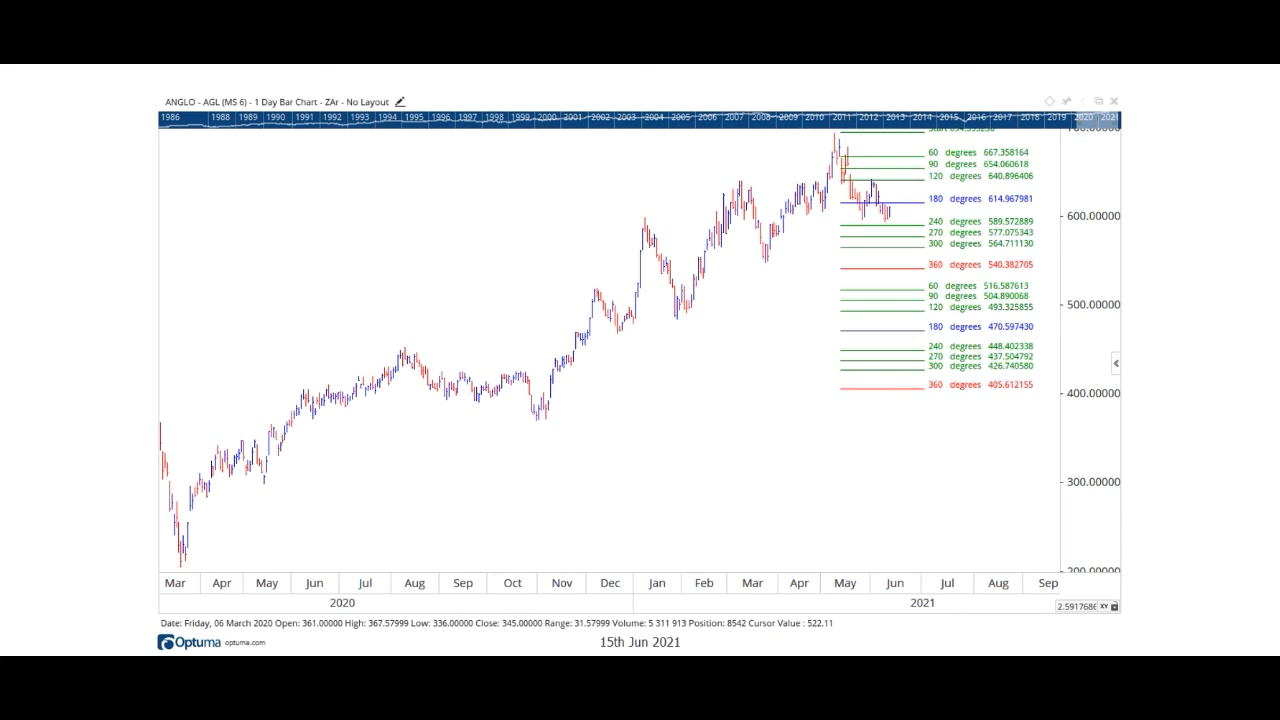 ANGLO - AGL (MS 6) - 1 Day Bar Chart - ZAr - No Layout
1986 1988 1989 1990 1991 1992 1993 1994 1995 1996 1997 1998 1999 2000 2001 2002 2003 2004 2005 2006 2007 2008 2009 2010 2011 2012 2013 2014 2015 2016 2017 2018 2019 2020 2021
700.00000
60 degrees 667.358164
90 degrees 654.060618
120 degrees 640.896406
180 degrees 614.967981
600.00000
240 degrees 589.572889
270 degrees 577.075343
300 degrees 564.711130
360 degrees 540.382705
60 degrees 516.587613
500.00000
90 degrees 504.890068
120 degrees 493.325855
180 degrees 470.597430
240 degrees 448.402338
270 degrees 437.504792
300 degrees 426.740580
360 degrees 405.612155
400.00000
300.00000
200.00000
Mar Apr May Jun Jul Aug Sep Oct Nov Dec Jan Feb Mar Apr May Jun Jul Aug Sep
2020 2021
2.5917686 XY
Date: Friday, 06 March 2020 Open: 361.00000 High: 367.57999 Low: 336.00000 Close: 345.00000 Range: 31.57999 Volume: 5 311 913 Position: 8542 Cursor Value : 522.11
Optuma optuma.com
15th Jun 2021